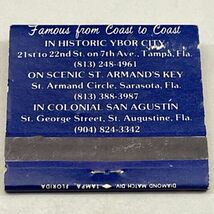 Famous from Coast to Coast
IN HISTORIC YBOR CITY
21st to 22nd St. on 7th Ave., Tampa, Fla.
(813) 248-4961
ON SCENIC ST. ARMAND'S KEY
St. Armand Circle, Sarasota, Fla.
(813) 388-3987
IN COLONIAL SAN AGUSTÍN
St. George Street, St. Augustine, Fla.
(904) 824-3342
DIAMOND MATCH DIV. TAMPA, FLORIDA